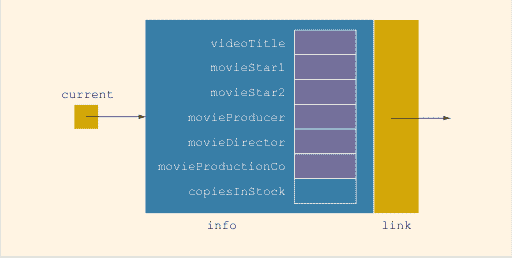 videoTitle
movieStar1
movieStar2
current
movieProducer
movieDirector
movieProductionCo
copiesInStock
info link